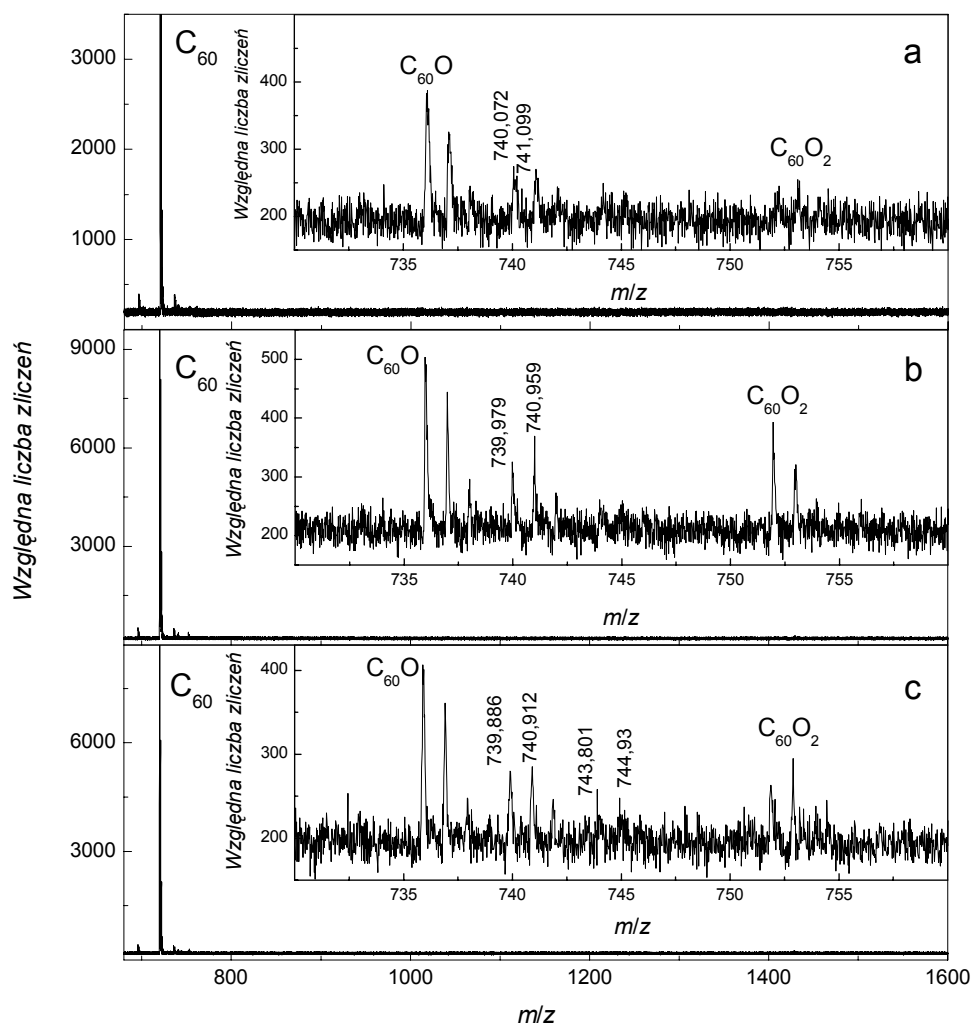 Względna liczba zliczeń
3000
2000
1000
C60
a
Względna liczba zliczeń
400
300
200
C60O
740,072
741,099
C60O2
735
740
745
750
755
m/z
9000
6000
3000
C60
b
Względna liczba zliczeń
500
400
300
200
C60O
739,979
740,959
C60O2
735
740
745
750
755
m/z
6000
3000
C60
c
Względna liczba zliczeń
400
300
200
C60O
739,886
740,912
743,801
744,93
C60O2
735
740
745
750
755
m/z
800
1000
1200
1400
1600
m/z